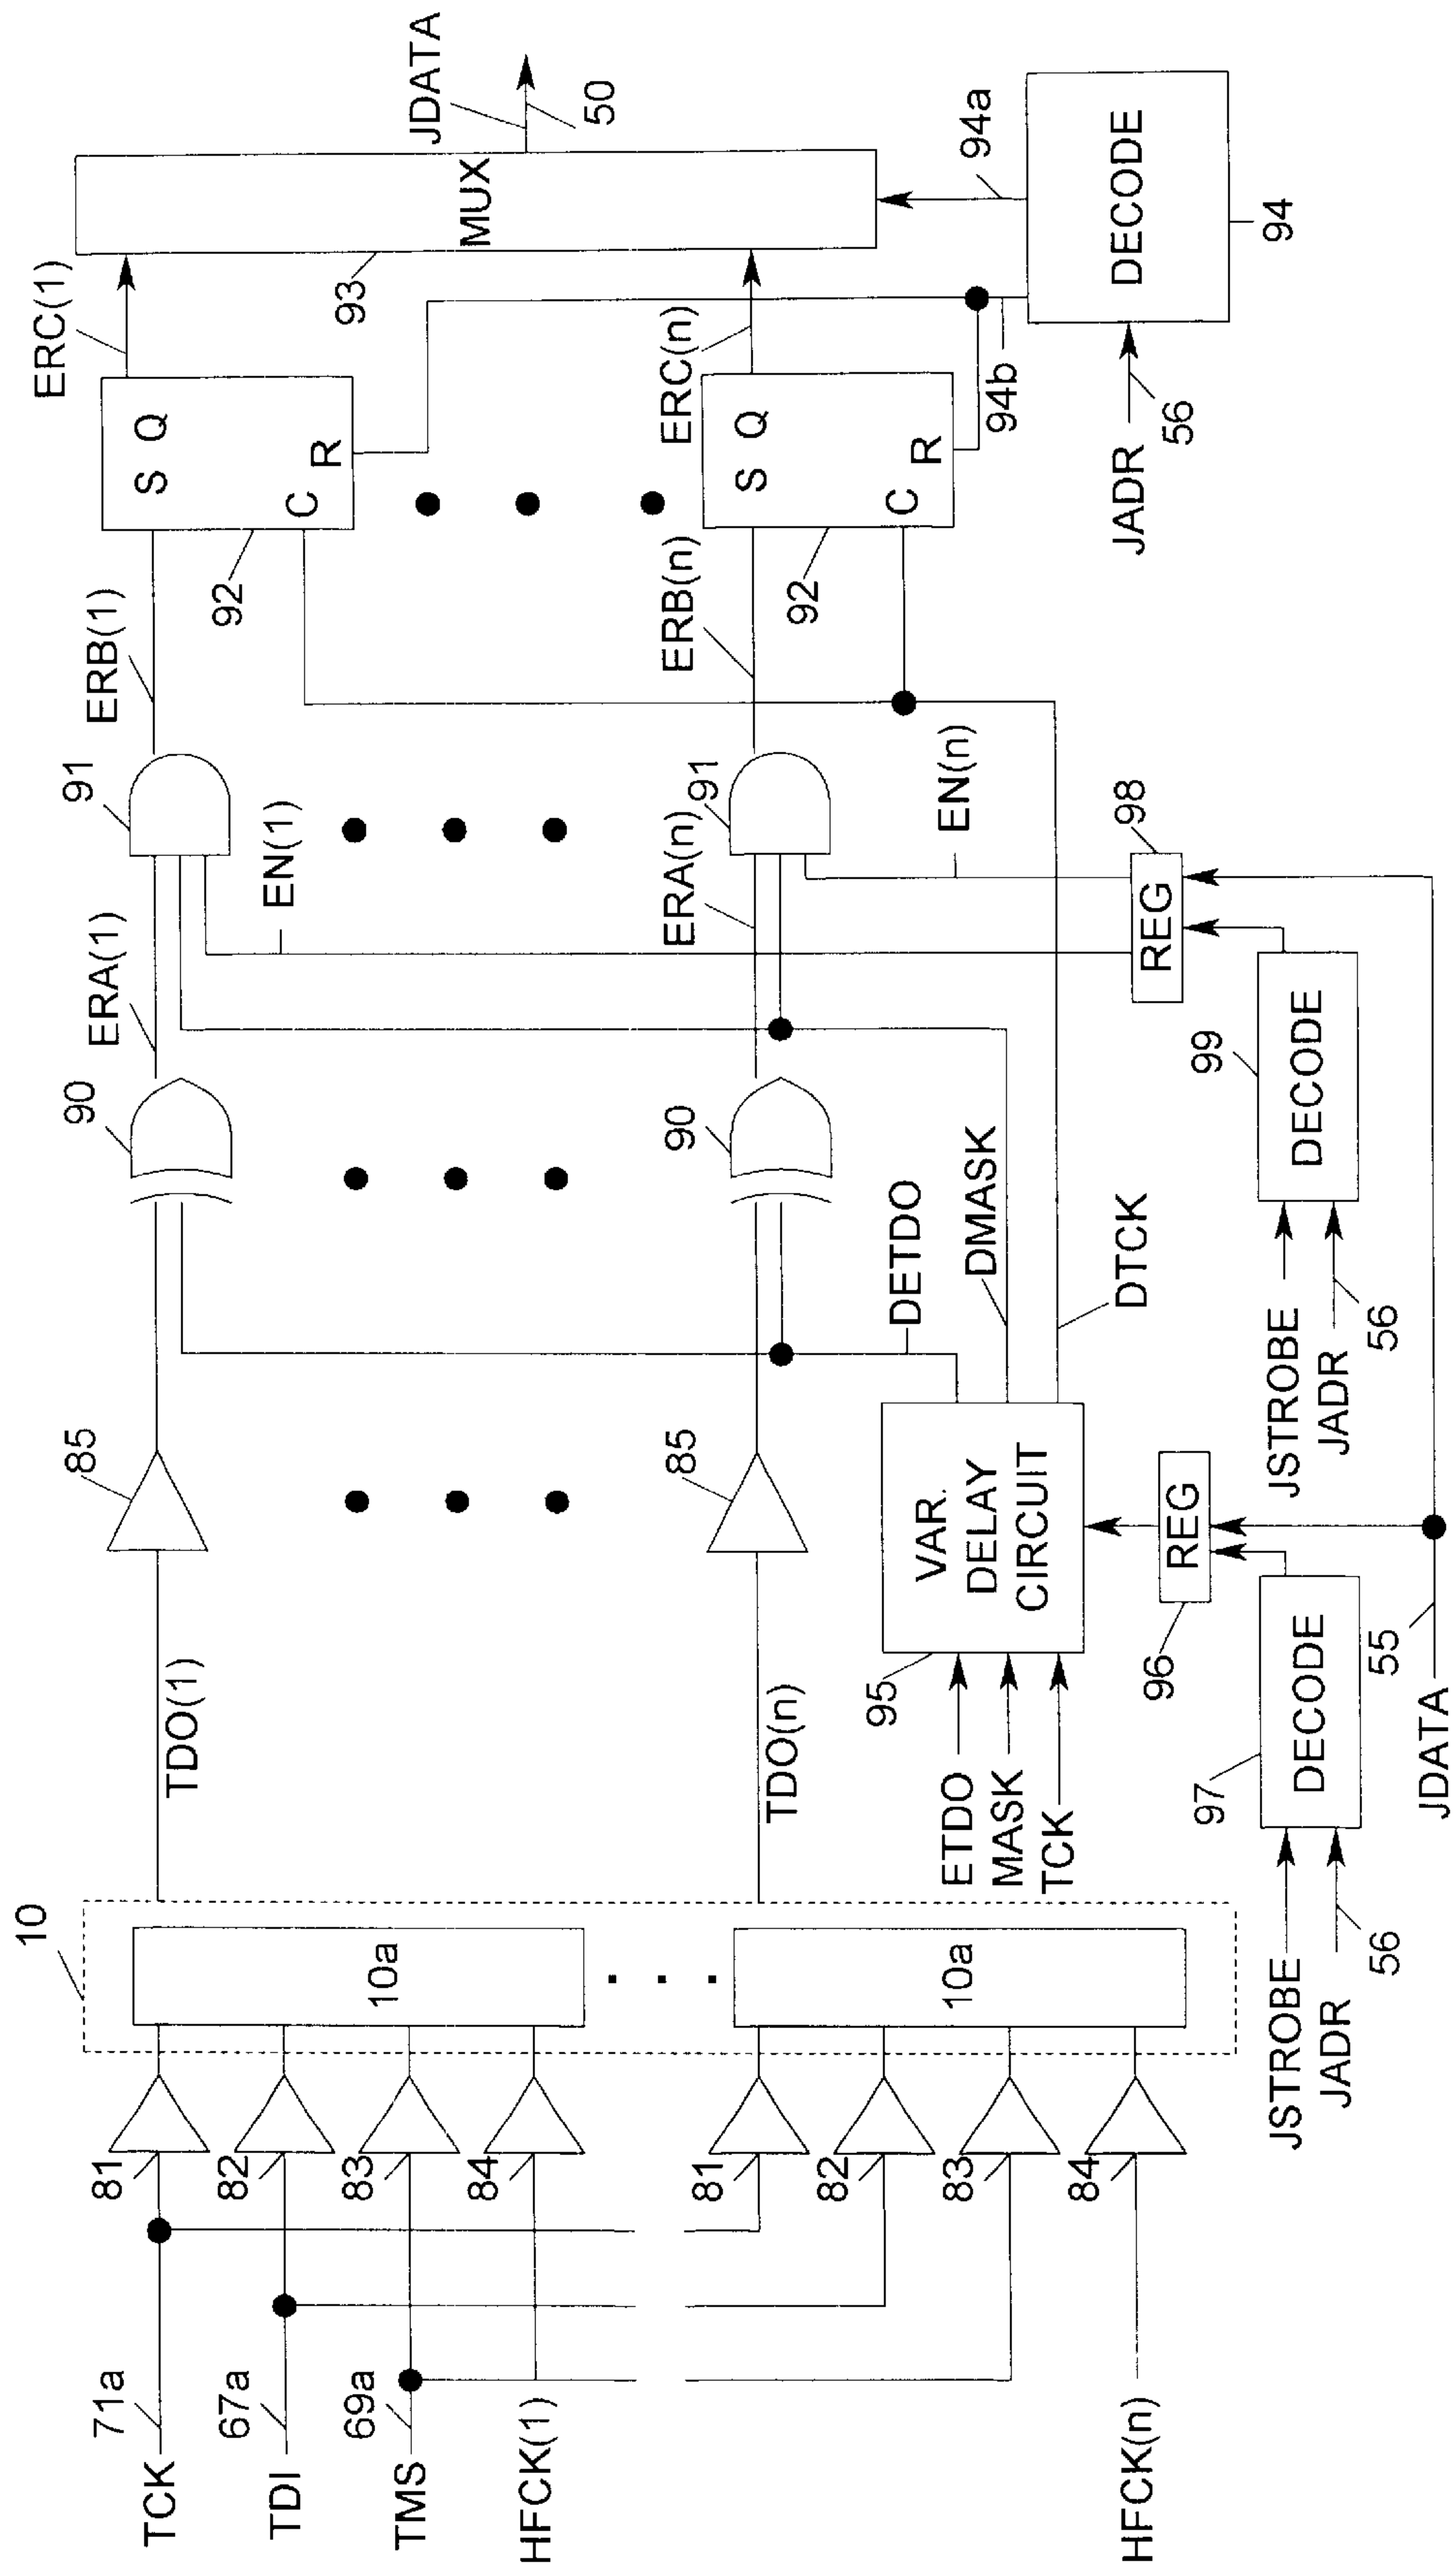 TCK
71a
TDI
67a
TMS
69a
HFCK(1)
HFCK(n)
81
82
83
84
81
82
83
84
10
10a
10a
TDO(1)
TDO(n)
85
85
ETDO
MASK
TCK
95
VAR.
DELAY
CIRCUIT
DETDO
DMASK
DTCK
JSTROBE
JADR
56
97
DECODE
96
REG
JDATA
55
JSTROBE
JADR
56
99
DECODE
98
REG
90
90
ERA(1)
ERA(n)
EN(1)
EN(n)
91
91
ERB(1)
ERB(n)
92
S Q
C
R
92
S Q
C
R
ERC(1)
ERC(n)
93
MUX
JDATA
50
94a
94b
JADR
56
DECODE
94